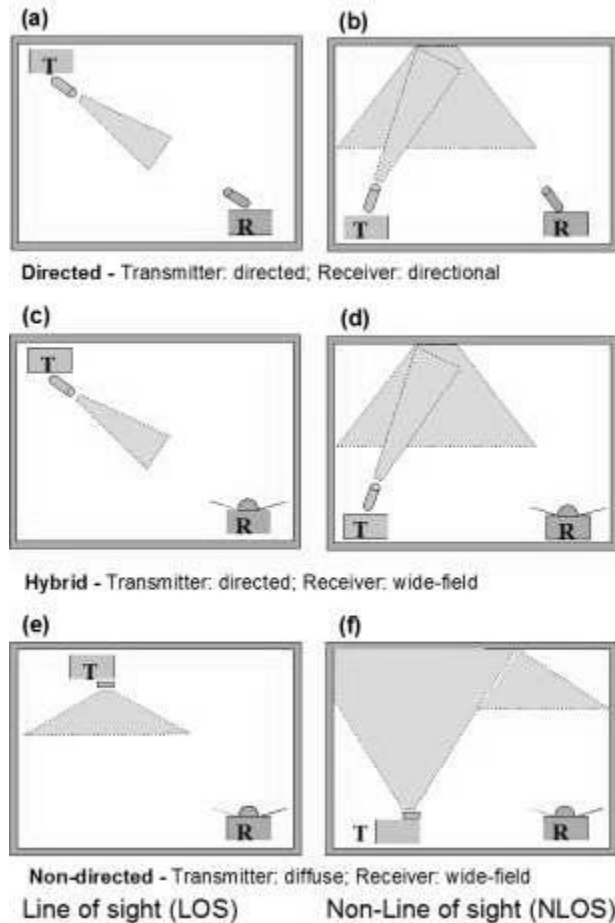 (a) (b)
T
T
R
R
Directed - Transmitter: directed; Receiver: directional
(c) (d)
T
T
R
R
Hybrid - Transmitter: directed; Receiver: wide-field
(e) (f)
T
R
T
R
Non-directed - Transmitter: diffuse; Receiver: wide-field
Line of sight (LOS) Non-Line of sight (NLOS)